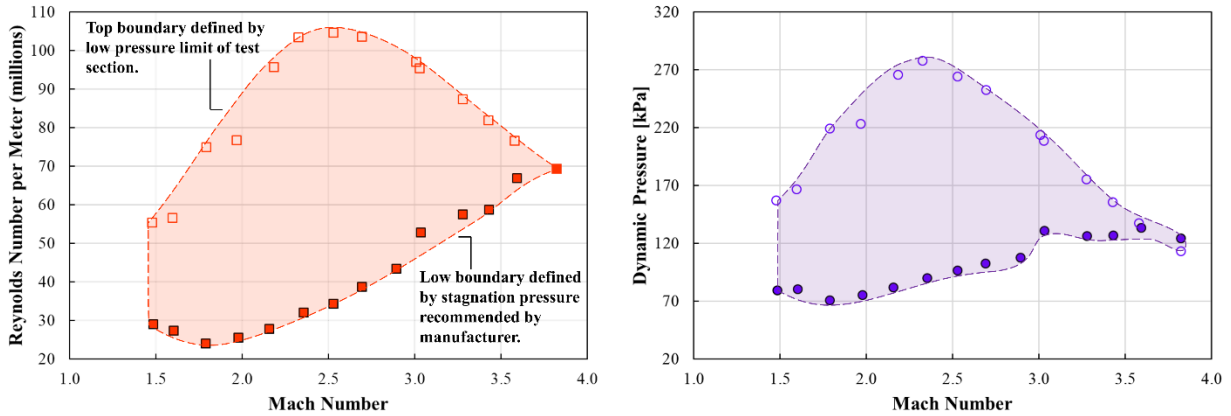 Reynolds Number per Meter (millions)
110
100
90
80
70
60
50
40
30
20
Top boundary defined by
low pressure limit of test
section.
Low boundary defined
by stagnation pressure
recommended by
manufacturer.
1.0
1.5
2.0
2.5
3.0
3.5
4.0
Mach Number
Dynamic Pressure [kPa]
320
270
220
170
120
70
20
1.0
1.5
2.0
2.5
3.0
3.5
4.0
Mach Number